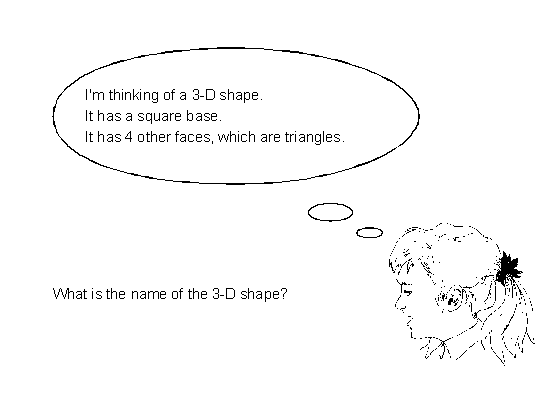 I'm thinking of a 3-D shape.
It has a square base.
It has 4 other faces, which are triangles.
What is the name of the 3-D shape?